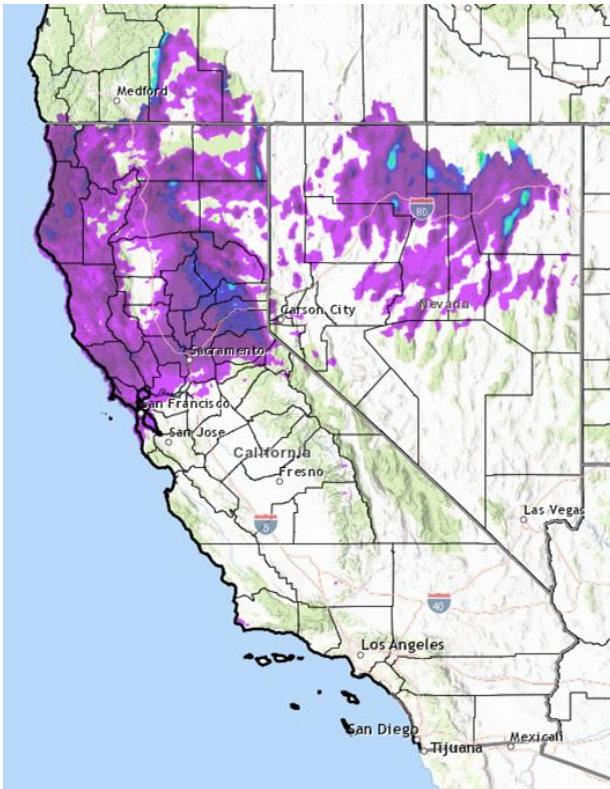 Medford
80
Nevada
Carson City
Sacramento
San Francisco
San Jose
California
Fresno
5
Las Vegas
40
Los Angeles
San Diego
Tijuana
Mexicali